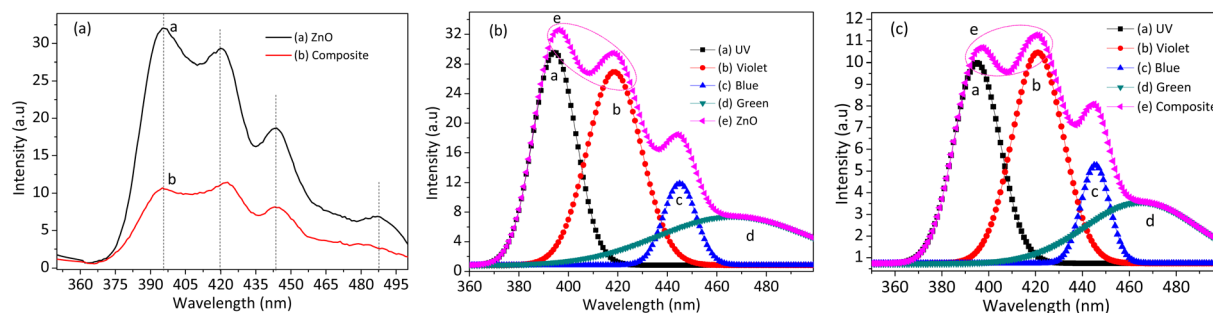 (a)
a
b
(a) ZnO
(b) Composite
30
25
20
15
10
5
0
360 375 390 405 420 435 450 465 480 495
Wavelength (nm)
Intensity (a.u)
(b)
e
a
b
c
d
(a) UV
(b) Violet
(c) Blue
(d) Green
(e) ZnO
32
28
24
20
16
12
8
4
0
360 380 400 420 440 460 480
Wavelength (nm)
Intensity (a.u)
(c)
e
a
b
c
d
(a) UV
(b) Violet
(c) Blue
(d) Green
(e) Composite
12
11
10
9
8
7
6
5
4
3
2
1
360 380 400 420 440 460 480
Wavelength (nm)
Intensity (a.u)